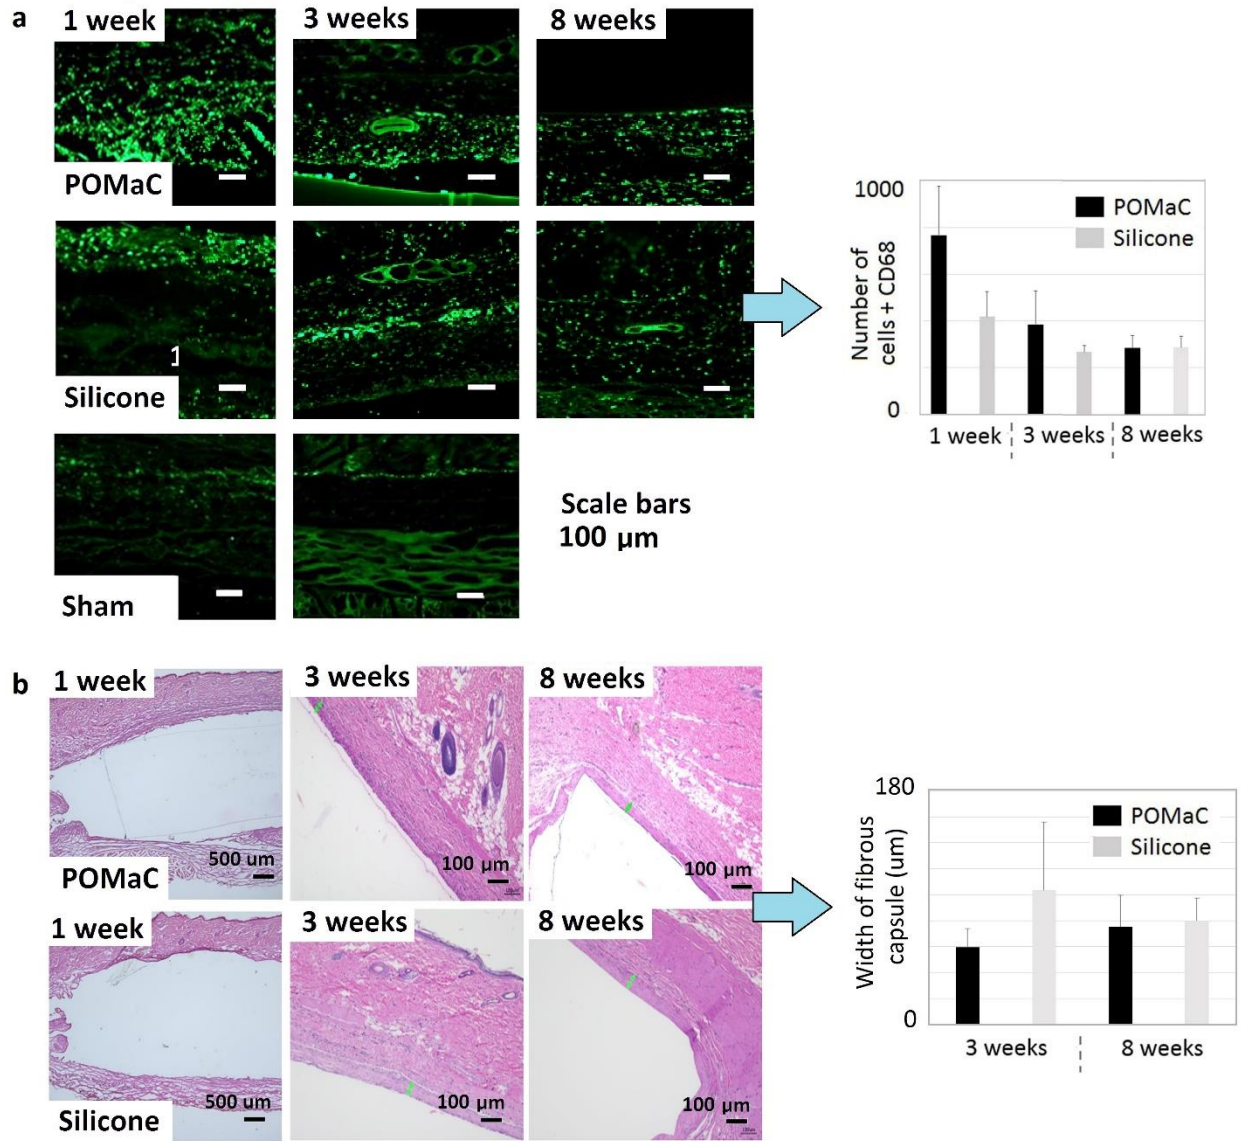 a
1 week
3 weeks
8 weeks
POMaC
1
Silicone
Sham
Scale bars
100 µm
1000
Number of
cells + CD68
0
POMaC
Silicone
1 week
3 weeks
8 weeks
b
1 week
3 weeks
8 weeks
500 um
100 µm
100 µm
POMaC
1 week
3 weeks
8 weeks
500 um
100 µm
100 µm
Silicone
180
Width of fibrous
capsule (um)
0
POMaC
Silicone
3 weeks
8 weeks